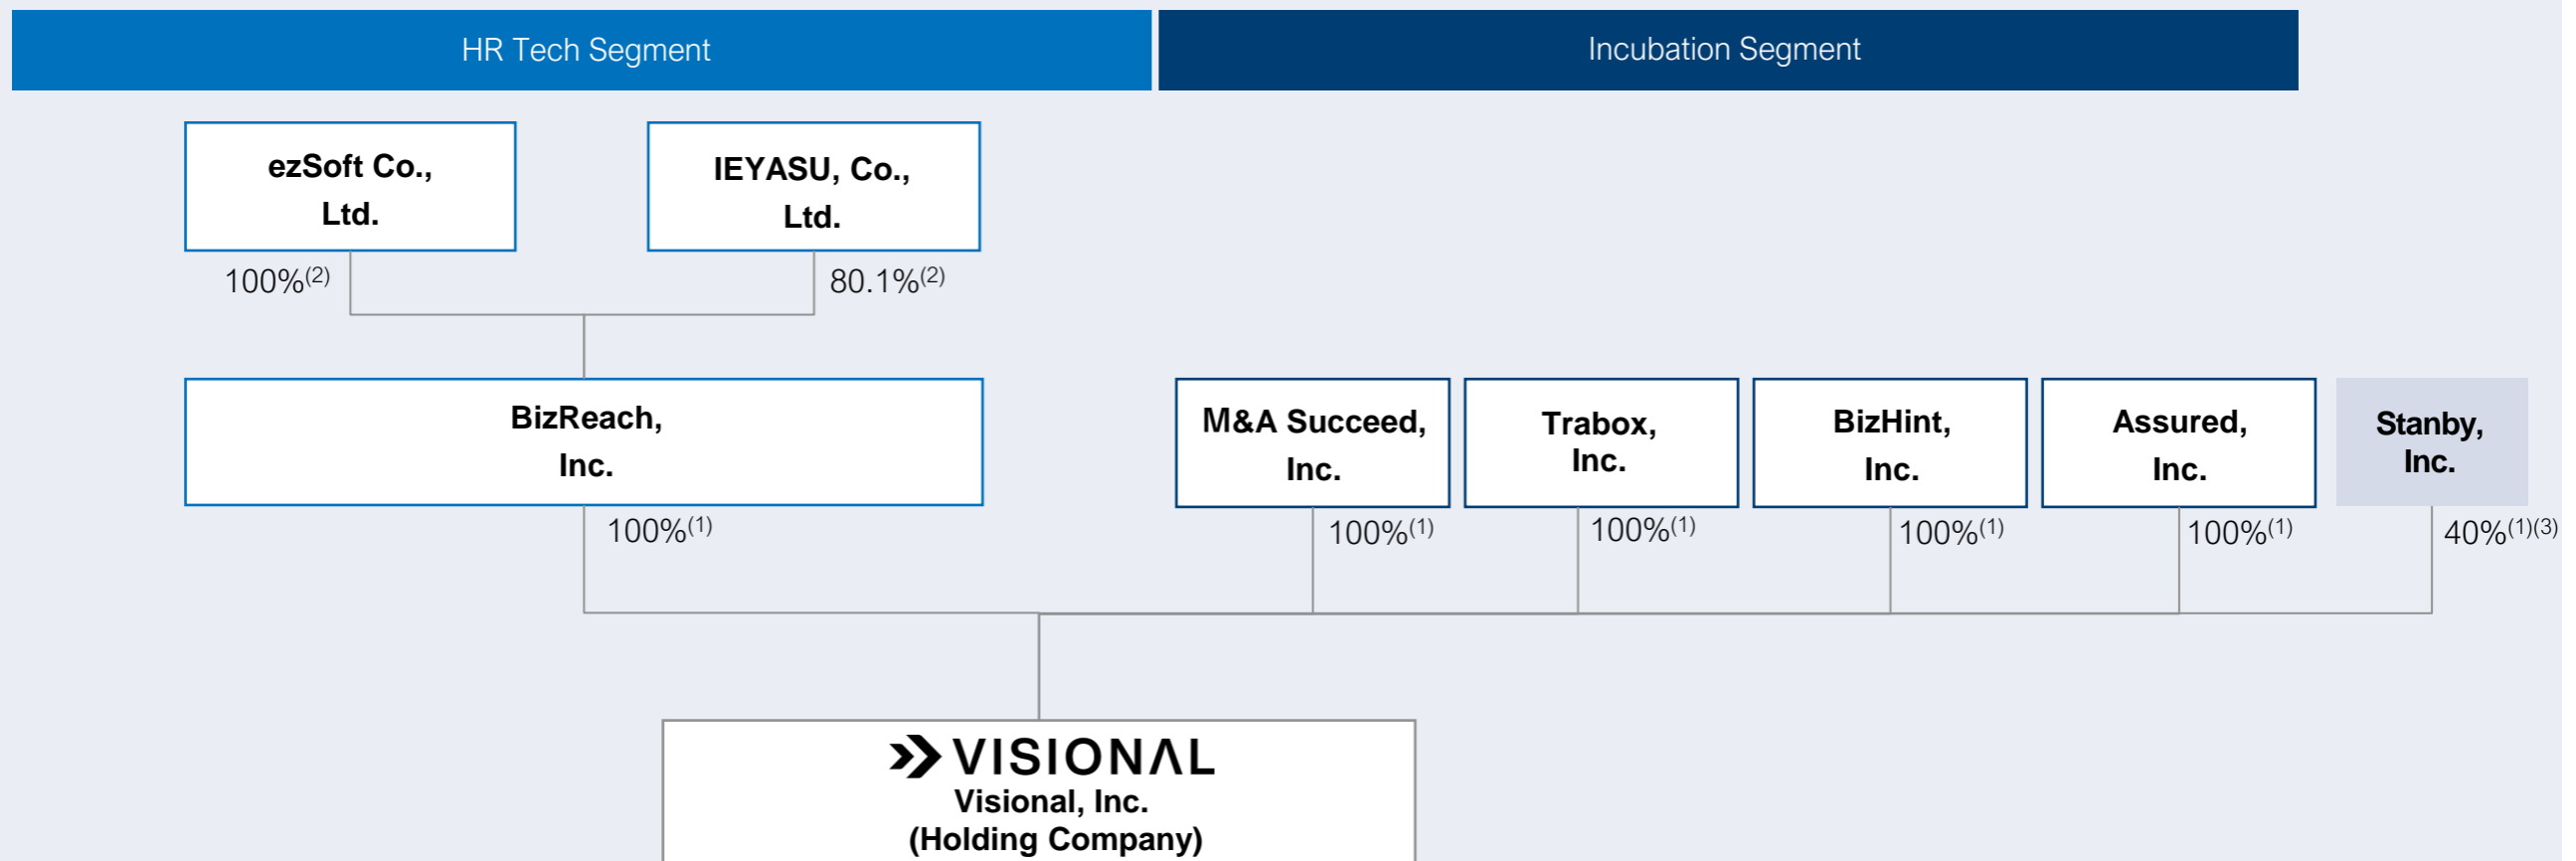 HR Tech Segment
Incubation Segment
ezSoft Co.,
Ltd.
IEYASU, Co.,
Ltd.
100%(2)
80.1%(2)
BizReach,
Inc.
M&A Succeed,
Inc.
Trabox,
Inc.
BizHint,
Inc.
Assured,
Inc.
Stanby,
Inc.
100%(1)
100%(1)
100%(1)
100%(1)
100%(1)
40%(1)(3)
VISIONAL
Visional, Inc.
(Holding Company)